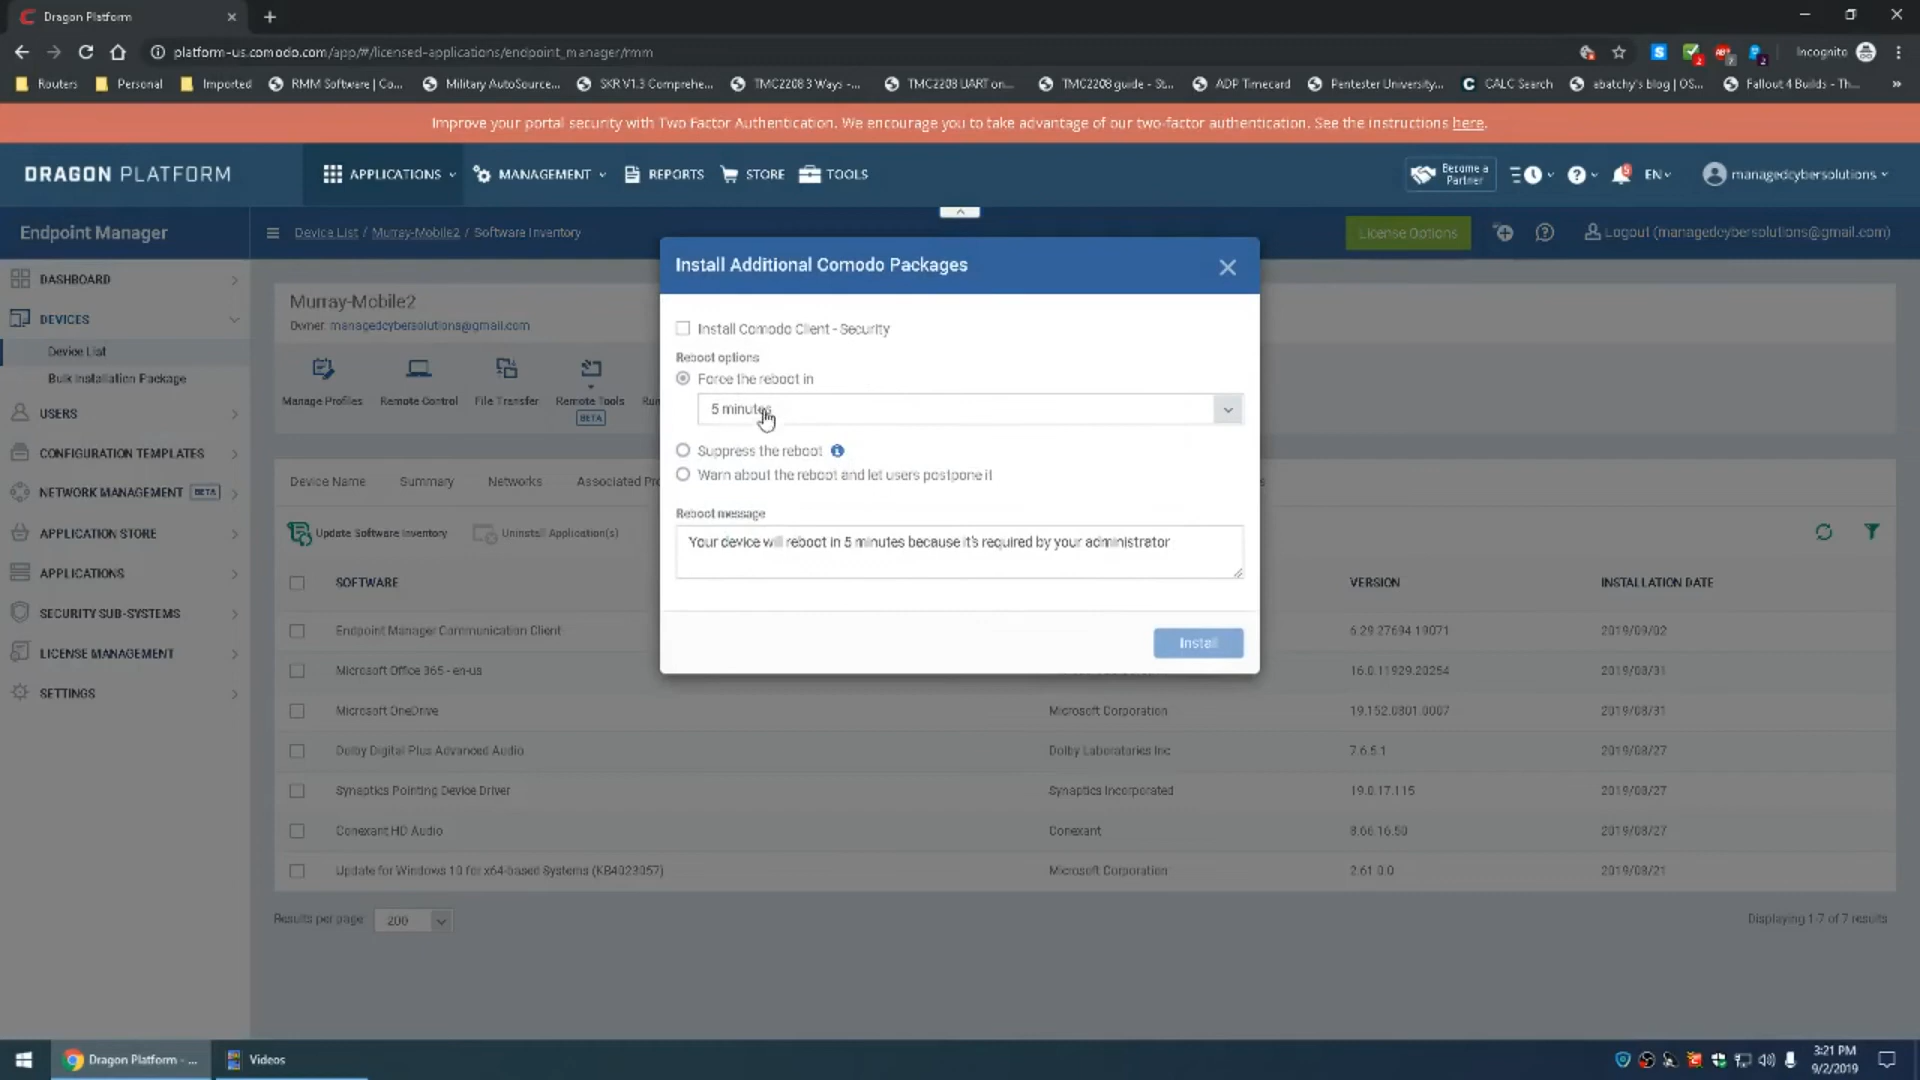 Dragon Platform
platform-us.comodo.com/app/#/licensed-applications/endpoint_manager/rmm
Incognito
Routers Personal Imported RMM Software | Co... Military AutoSource... SKR V1.3 Comprehe... TMC2208 3 Ways -... TMC2208 UART on... TMC2208 guide - St... ADP Timecard Pentester University... CALC Search abatchy's blog | OS... Fallout 4 Builds - Th... »
Improve your portal security with Two Factor Authentication. We encourage you to take advantage of our two-factor authentication. See the instructions here.
DRAGON PLATFORM
APPLICATIONS MANAGEMENT REPORTS STORE TOOLS
Become a
Partner
EN
managedcybersolutions
Endpoint Manager
Device List / Murray-Mobile2 / Software Inventory
License Options
Logout (managedcybersolutions@gmail.com)
DASHBOARD
DEVICES
Device List
Bulk Installation Package
USERS
CONFIGURATION TEMPLATES
NETWORK MANAGEMENT BETA
APPLICATION STORE
APPLICATIONS
SECURITY SUB-SYSTEMS
LICENSE MANAGEMENT
SETTINGS
Murray-Mobile2
Owner: managedcybersolutions@gmail.com
Manage Profiles Remote Control File Transfer Remote Tools
BETA
Device Name Summary Networks Associated Pro
Update Software Inventory Uninstall Application(s)
SOFTWARE VERSION INSTALLATION DATE
Endpoint Manager Communication Client 6.29.27694.19071 2019/09/02
Microsoft Office 365 - en-us 16.0.11929.20254 2019/08/31
Microsoft OneDrive Microsoft Corporation 19.152.0801.0007 2019/08/31
Dolby Digital Plus Advanced Audio Dolby Laboratories Inc 7.6.5.1 2019/08/27
Synaptics Pointing Device Driver Synaptics Incorporated 19.0.17.115 2019/08/27
Conexant HD Audio Conexant 8.66.16.50 2019/08/27
Update for Windows 10 for x64-based Systems (KB4023057) Microsoft Corporation 2.61.0.0 2019/08/21
Results per page 200
Displaying 1-7 of 7 results
Install Additional Comodo Packages
Install Comodo Client - Security
Reboot options
Force the reboot in
5 minutes
Suppress the reboot
Warn about the reboot and let users postpone it
Reboot message
Your device will reboot in 5 minutes because it's required by your administrator
Install
Dragon Platform - ... Videos
3:21 PM
9/2/2019